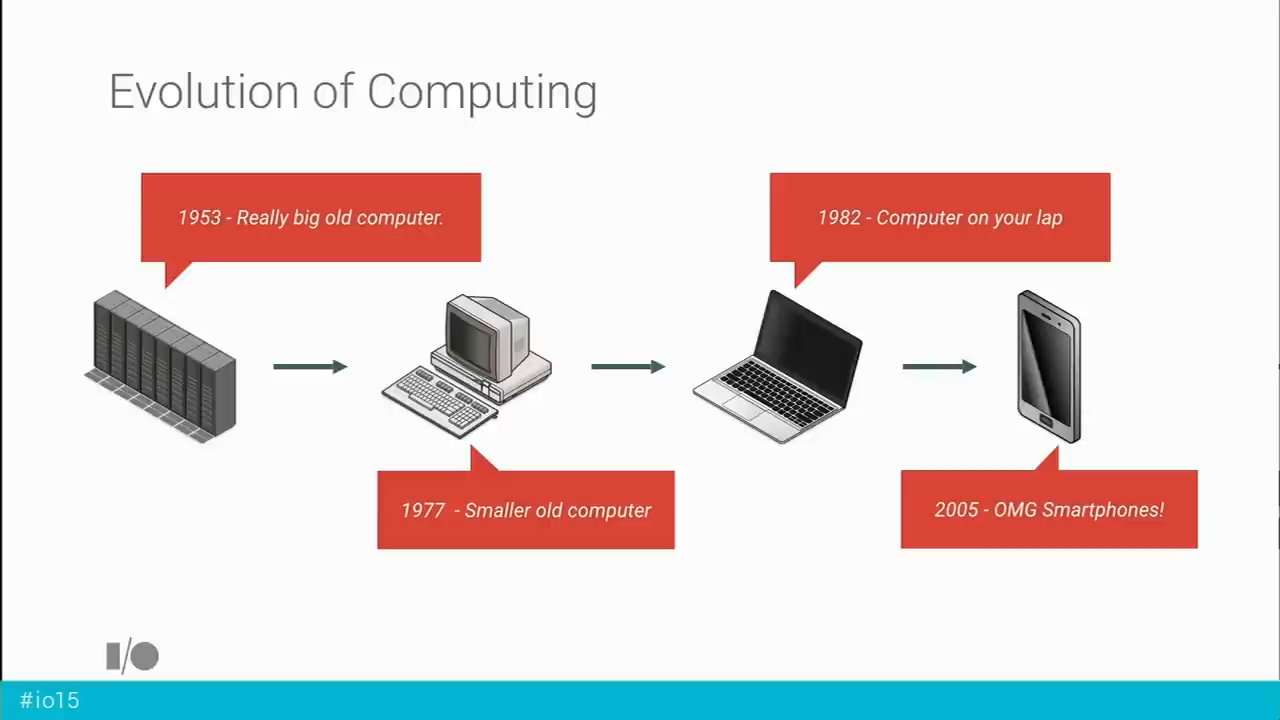 Evolution of Computing
1953 - Really big old computer.
1982 - Computer on your lap
1977 - Smaller old computer
2005 - OMG Smartphones!
I/O
#io15